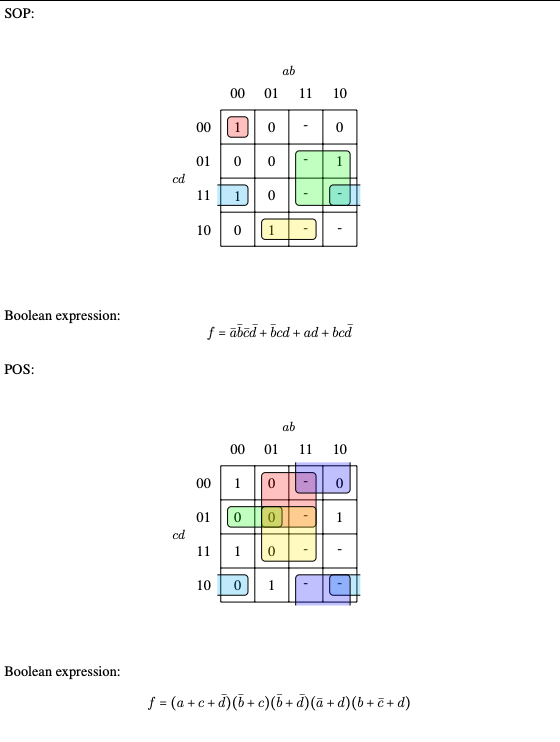 SOP:
ab
00 01 11 10
00 1 0 - 0
01 0 0 - 1
cd
11 1 0 - -
10 0 1 - -
Boolean expression:
f = āb̄c̄d̄ + b̄cd + ad + bcd̄
POS:
ab
00 01 11 10
00 1 0 - 0
01 0 0 - 1
cd
11 1 0 - -
10 0 1 - -
Boolean expression:
f = (a + c + d̄)(b̄ + c)(b̄ + d̄)(ā + d)(b + c̄ + d)